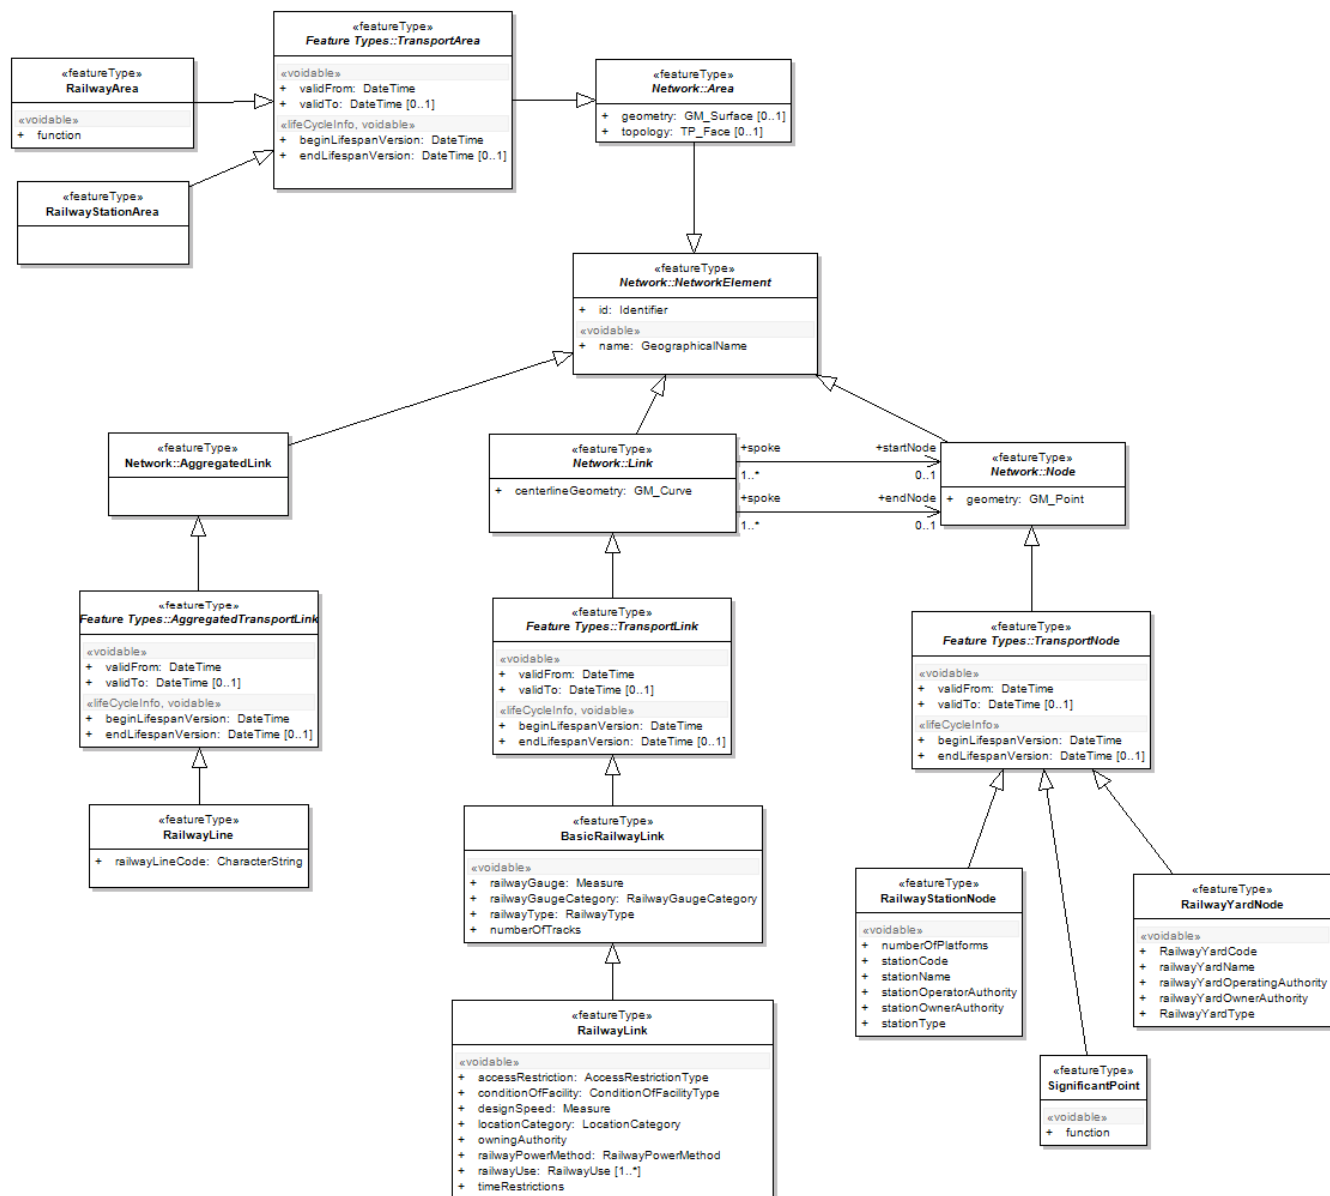 «featureType»
Feature Types::TransportArea
«voidable»
+ validFrom: DateTime
+ validTo: DateTime [0..1]
«lifeCycleInfo, voidable»
+ beginLifespanVersion: DateTime
+ endLifespanVersion: DateTime [0..1]
«featureType»
RailwayArea
«voidable»
+ function
«featureType»
Network::Area
+ geometry: GM_Surface [0..1]
+ topology: TP_Face [0..1]
«featureType»
RailwayStationArea
«featureType»
Network::NetworkElement
+ id: Identifier
«voidable»
+ name: GeographicalName
«featureType»
Network::AggregatedLink
«featureType»
Network::Link
+ centerlineGeometry: GM_Curve
+spoke +startNode
1..* 0..1
+spoke +endNode
1..* 0..1
«featureType»
Network::Node
+ geometry: GM_Point
«featureType»
Feature Types::AggregatedTransportLink
«voidable»
+ validFrom: DateTime
+ validTo: DateTime [0..1]
«lifeCycleInfo, voidable»
+ beginLifespanVersion: DateTime
+ endLifespanVersion: DateTime [0..1]
«featureType»
Feature Types::TransportLink
«voidable»
+ validFrom: DateTime
+ validTo: DateTime [0..1]
«lifeCycleInfo, voidable»
+ beginLifespanVersion: DateTime
+ endLifespanVersion: DateTime [0..1]
«featureType»
Feature Types::TransportNode
«voidable»
+ validFrom: DateTime
+ validTo: DateTime [0..1]
«lifeCycleInfo»
+ beginLifespanVersion: DateTime
+ endLifespanVersion: DateTime [0..1]
«featureType»
RailwayLine
+ railwayLineCode: CharacterString
«featureType»
BasicRailwayLink
«voidable»
+ railwayGauge: Measure
+ railwayGaugeCategory: RailwayGaugeCategory
+ railwayType: RailwayType
+ numberOfTracks
«featureType»
RailwayStationNode
«voidable»
+ numberOfPlatforms
+ stationCode
+ stationName
+ stationOperatorAuthority
+ stationOwnerAuthority
+ stationType
«featureType»
RailwayYardNode
«voidable»
+ RailwayYardCode
+ railwayYardName
+ railwayYardOperatingAuthority
+ railwayYardOwnerAuthority
+ RailwayYardType
«featureType»
RailwayLink
«voidable»
+ accessRestriction: AccessRestrictionType
+ conditionOfFacility: ConditionOfFacilityType
+ designSpeed: Measure
+ locationCategory: LocationCategory
+ owningAuthority
+ railwayPowerMethod: RailwayPowerMethod
+ railwayUse: RailwayUse [1..*]
+ timeRestrictions
«featureType»
SignificantPoint
«voidable»
+ function